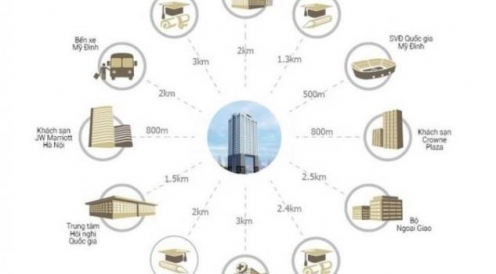 2km
3km
1.3km
Bến xe
Mỹ Đình
SVĐ Quốc gia
Mỹ Đình
2km
500m
Khách sạn
JW Marriott
Hà Nội
800m
800m
Khách sạn
Crowne
Plaza
1.5km
2.5km
Trung tâm
Hội nghị
Quốc gia
2km
3km
2.4km
Bộ
Ngoại Giao